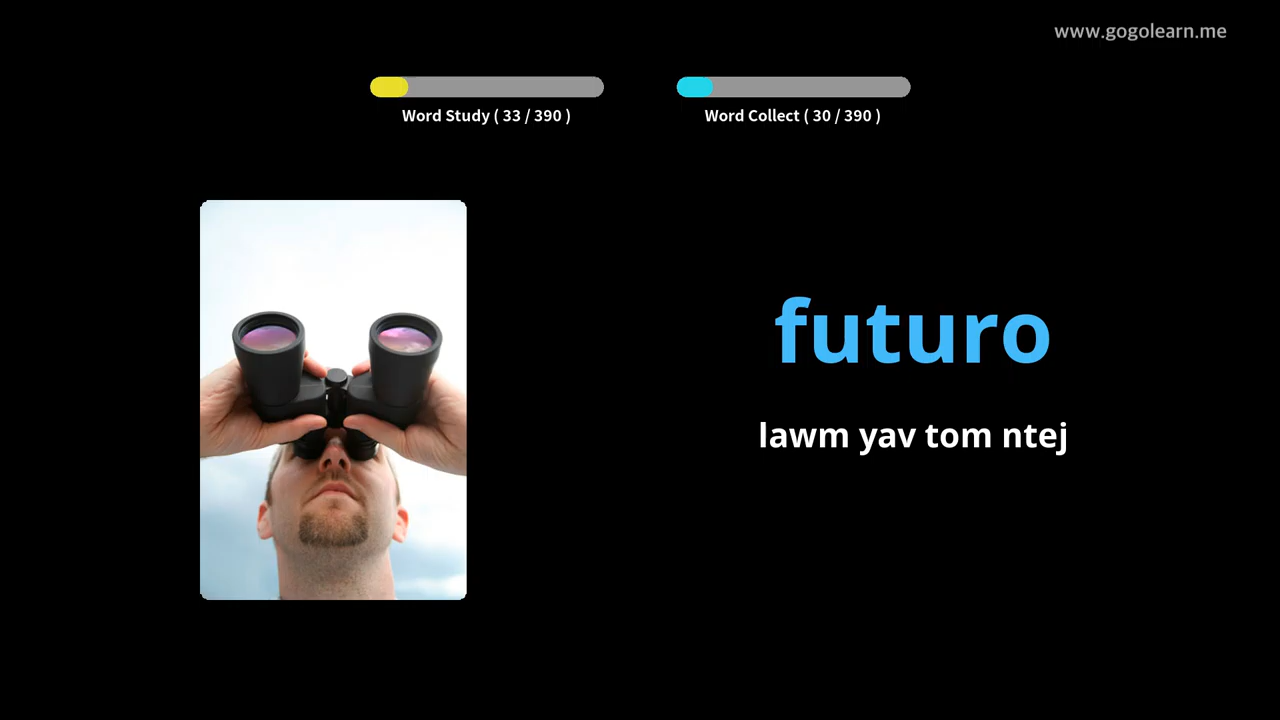 www.gogolearn.me
Word Study ( 33 / 390 )
Word Collect ( 30 / 390 )
futuro
lawm yav tom ntej